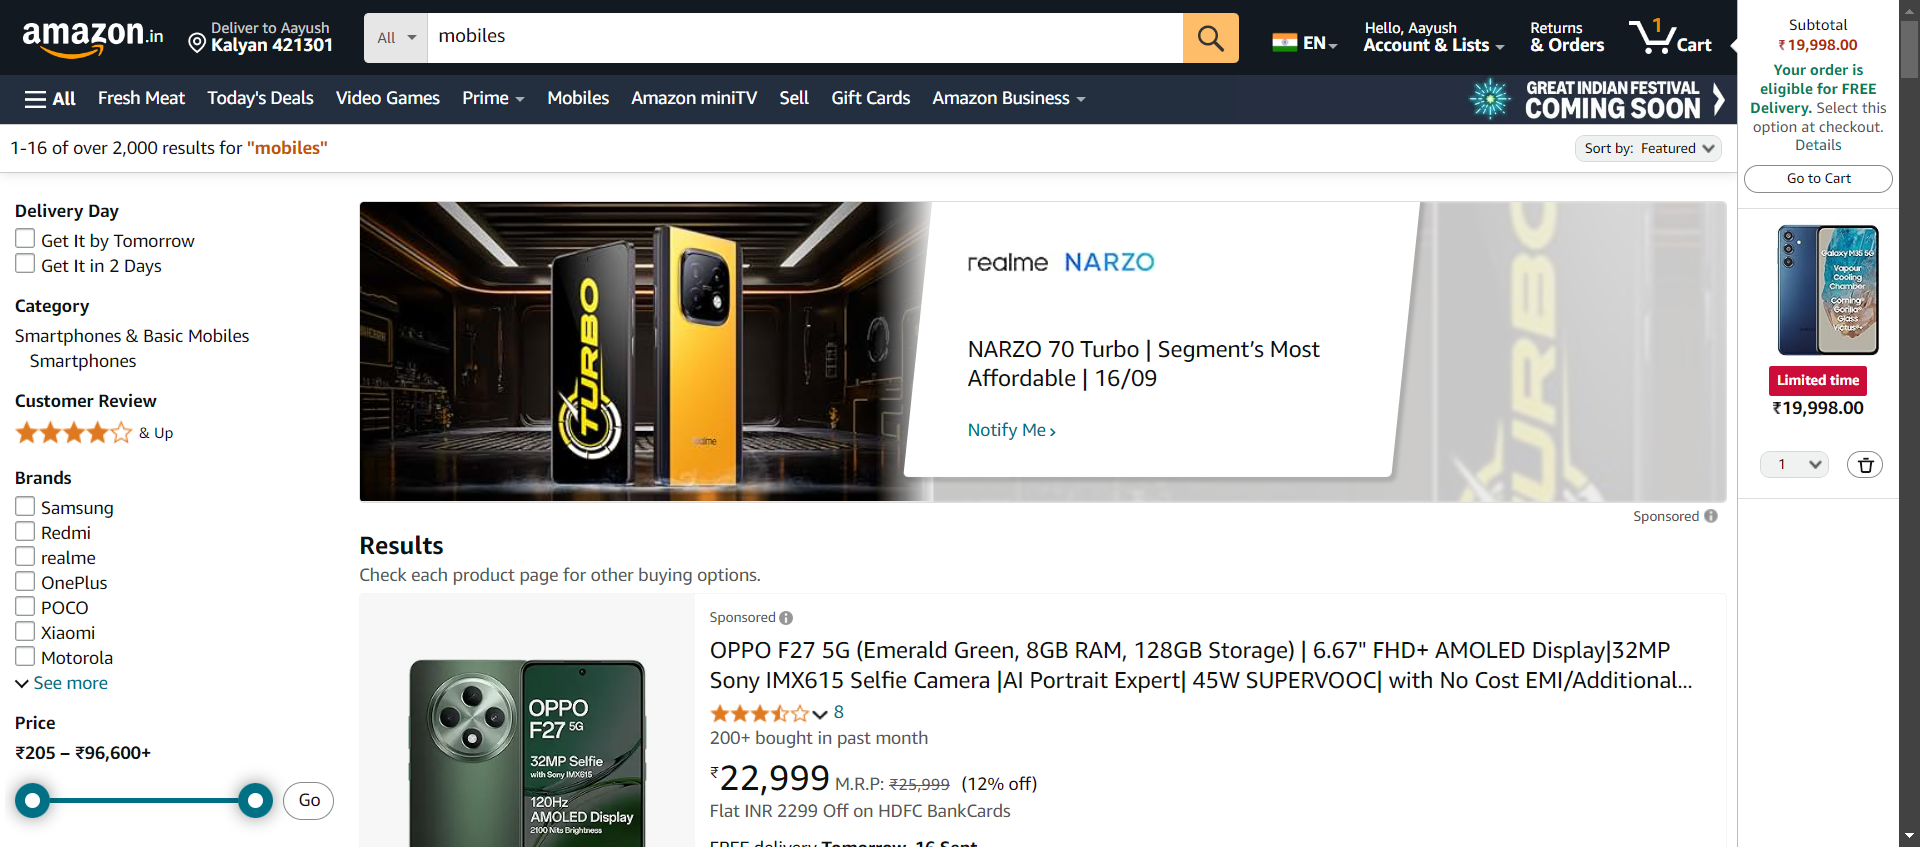 amazon.in
Deliver to Aayush
Kalyan 421301
All
mobiles
EN
Hello, Aayush
Account & Lists
Returns
& Orders
1
Cart
All
Fresh Meat
Today's Deals
Video Games
Prime
Mobiles
Amazon miniTV
Sell
Gift Cards
Amazon Business
GREAT INDIAN FESTIVAL
COMING SOON
1-16 of over 2,000 results for "mobiles"
Sort by: Featured
Delivery Day
Get It by Tomorrow
Get It in 2 Days
Category
Smartphones & Basic Mobiles
Smartphones
Customer Review
& Up
Brands
Samsung
Redmi
realme
OnePlus
POCO
Xiaomi
Motorola
See more
Price
₹205 – ₹96,600+
Go
TURBO
realme
realme NARZO
NARZO 70 Turbo | Segment’s Most
Affordable | 16/09
Notify Me ›
TURBO
Sponsored
Results
Check each product page for other buying options.
OPPO
F27 5G
32MP Selfie
with Sony IMX615
120Hz
AMOLED Display
2100 Nits Brightness
Sponsored
OPPO F27 5G (Emerald Green, 8GB RAM, 128GB Storage) | 6.67" FHD+ AMOLED Display|32MP
Sony IMX615 Selfie Camera |AI Portrait Expert| 45W SUPERVOOC| with No Cost EMI/Additional...
8
200+ bought in past month
₹22,999 M.R.P: ₹25,999 (12% off)
Flat INR 2299 Off on HDFC BankCards
FREE delivery Tomorrow, 16 Sept
Subtotal
₹19,998.00
Your order is
eligible for FREE
Delivery. Select this
option at checkout.
Details
Go to Cart
Galaxy M35 5G
Vapour
Cooling
Chamber
Corning®
Gorilla®
Glass
Victus®+
Limited time
₹19,998.00
1